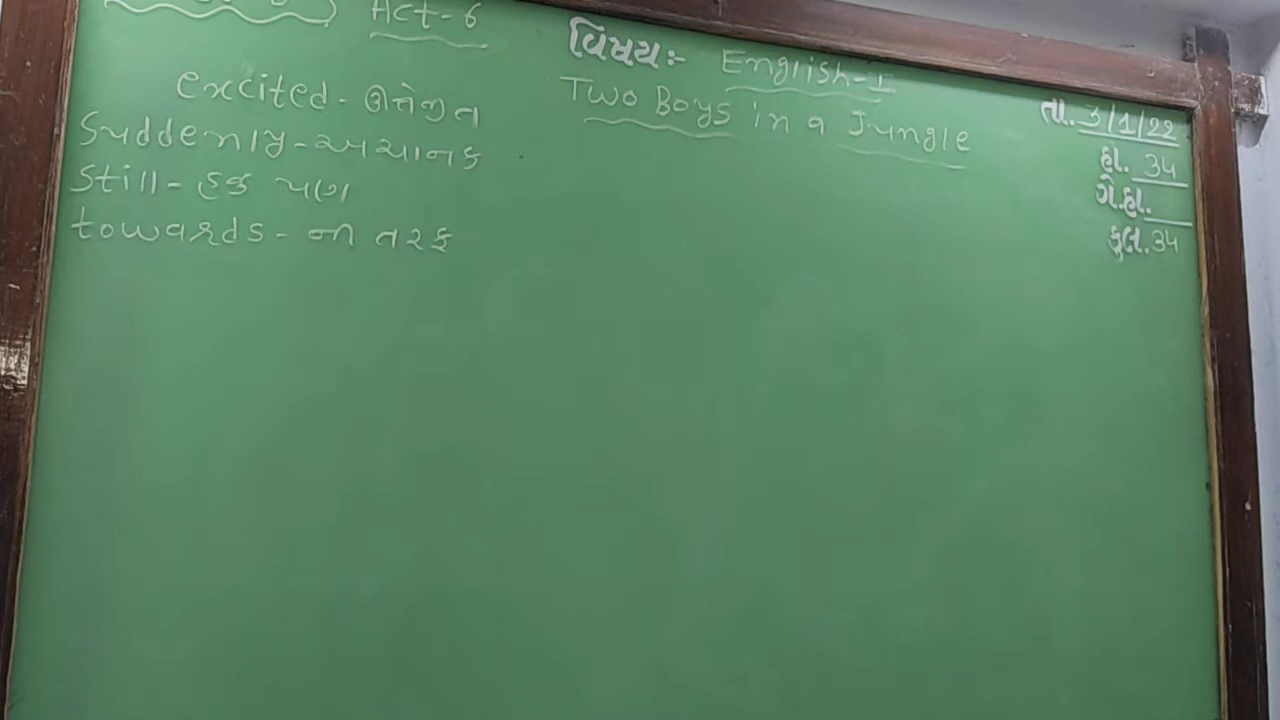 Act-6
વિષય:- English-I
Two Boys in a Jungle
excited - ઊત્તેજીત
Suddenly - અચાનક
Still - હજી પણ
towards - ની તરફ
તા. 3/1/22
હા. 34
ગે.હા.
કુલ. 34